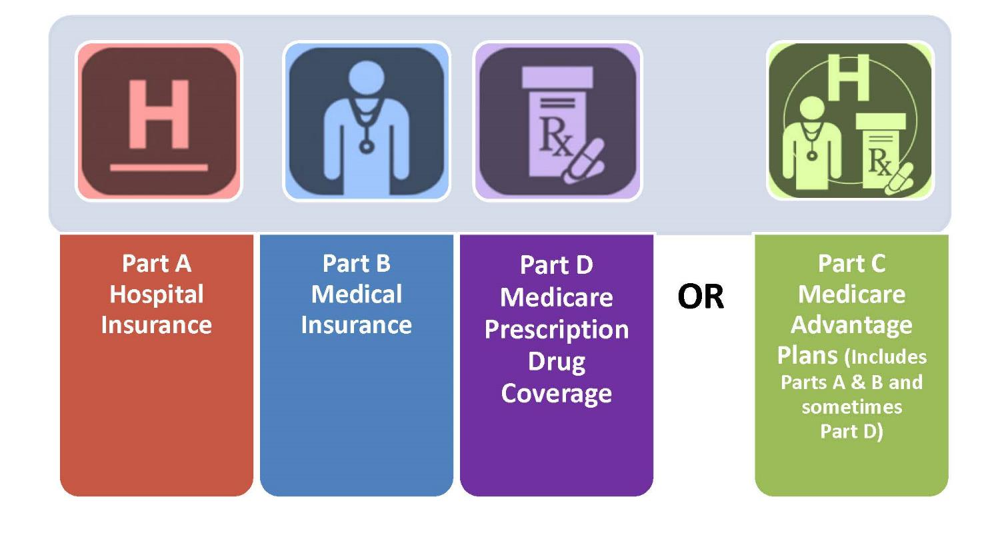 H
Rx
H
Rx
Part A
Hospital
Insurance
Part B
Medical
Insurance
Part D
Medicare
Prescription
Drug
Coverage
OR
Part C
Medicare
Advantage
Plans (Includes
Parts A & B and
sometimes
Part D)